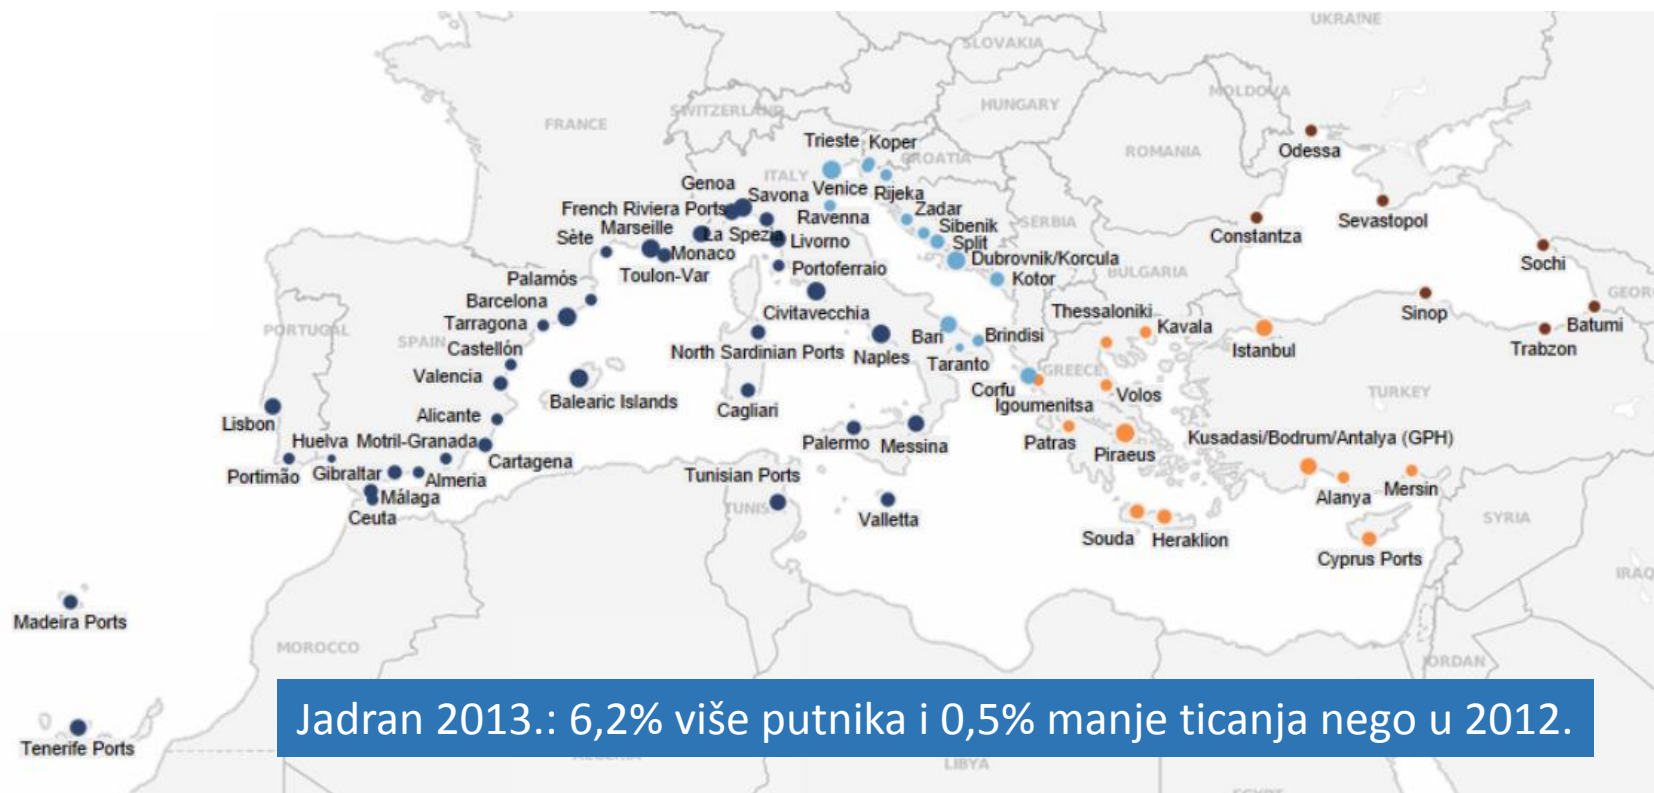 UKRAINE
SLOVAKIA
MOLDOVA
SWITZERLAND
HUNGARY
FRANCE
Odessa
Trieste
Koper
CROATIA
ROMANIA
Genoa
ITALY
Savona
Venice
Rijeka
French Riviera Ports
Ravenna
Zadar
Sevastopol
Marseille
La Spezia
Sibenik
SERBIA
Constantza
Sète
Livorno
Split
Monaco
Dubrovnik/Korcula
Sochi
Toulon-Var
Portoferraio
Kotor
BULGARIA
Palamós
Barcelona
Civitavecchia
Thessaloniki
Sinop
Tarragona
Kavala
Batumi
PORTUGAL
SPAIN
Bari
Brindisi
Istanbul
Trabzon
Castellón
North Sardinian Ports
Naples
Taranto
Valencia
GREECE
Corfu
Igoumenitsa
Volos
TURKEY
Balearic Islands
Cagliari
Lisbon
Alicante
Huelva
Motril-Granada
Palermo
Messina
Patras
Piraeus
Kusadasi/Bodrum/Antalya (GPH)
Cartagena
Portimão
Gibraltar
Almeria
Tunisian Ports
Alanya
Mersin
Málaga
Ceuta
Valletta
SYRIA
Souda
Heraklion
Cyprus Ports
Madeira Ports
MOROCCO
JORDAN
Jadran 2013.: 6,2% više putnika i 0,5% manje ticanja nego u 2012.
Tenerife Ports
LIBYA